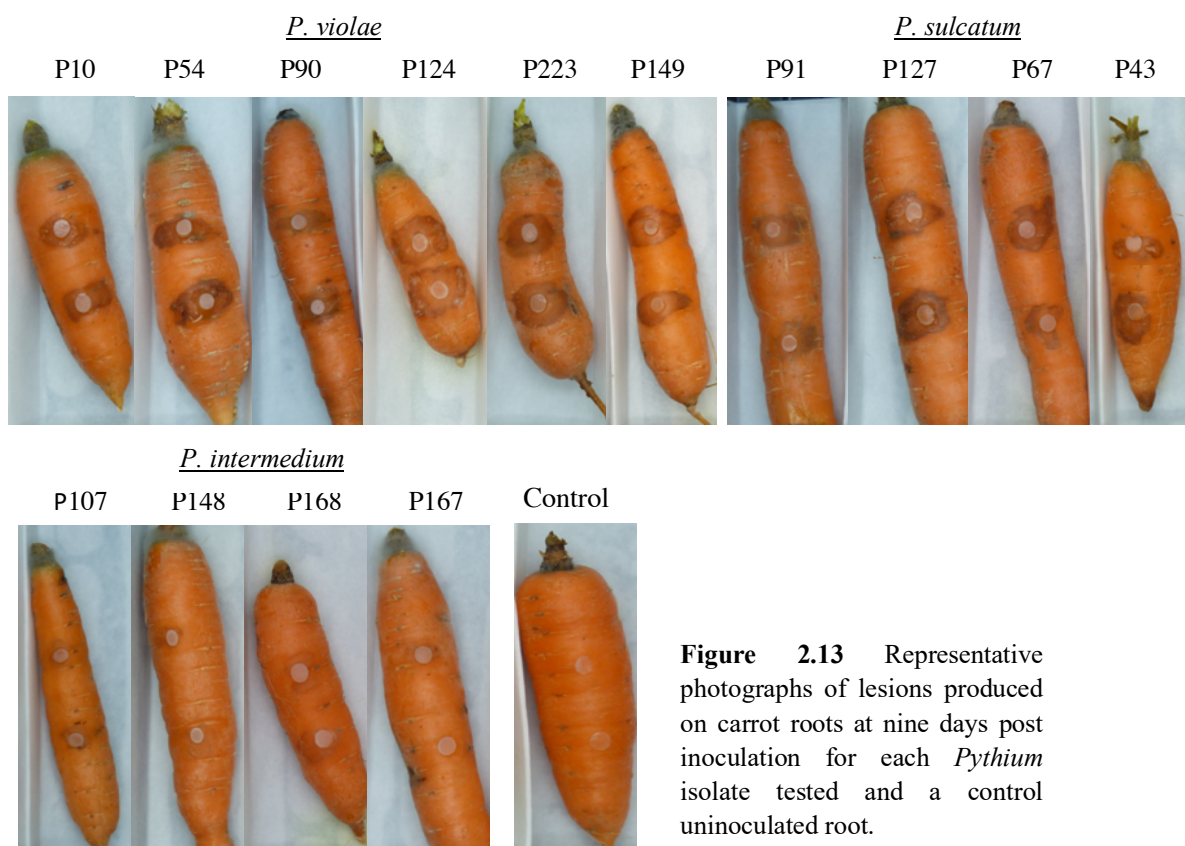 P. violae
P. sulcatum
P10 P54 P90 P124 P223 P149 P91 P127 P67 P43
P. intermedium
P107 P148 P168 P167 Control
Figure 2.13 Representative
photographs of lesions produced
on carrot roots at nine days post
inoculation for each Pythium
isolate tested and a control
uninoculated root.